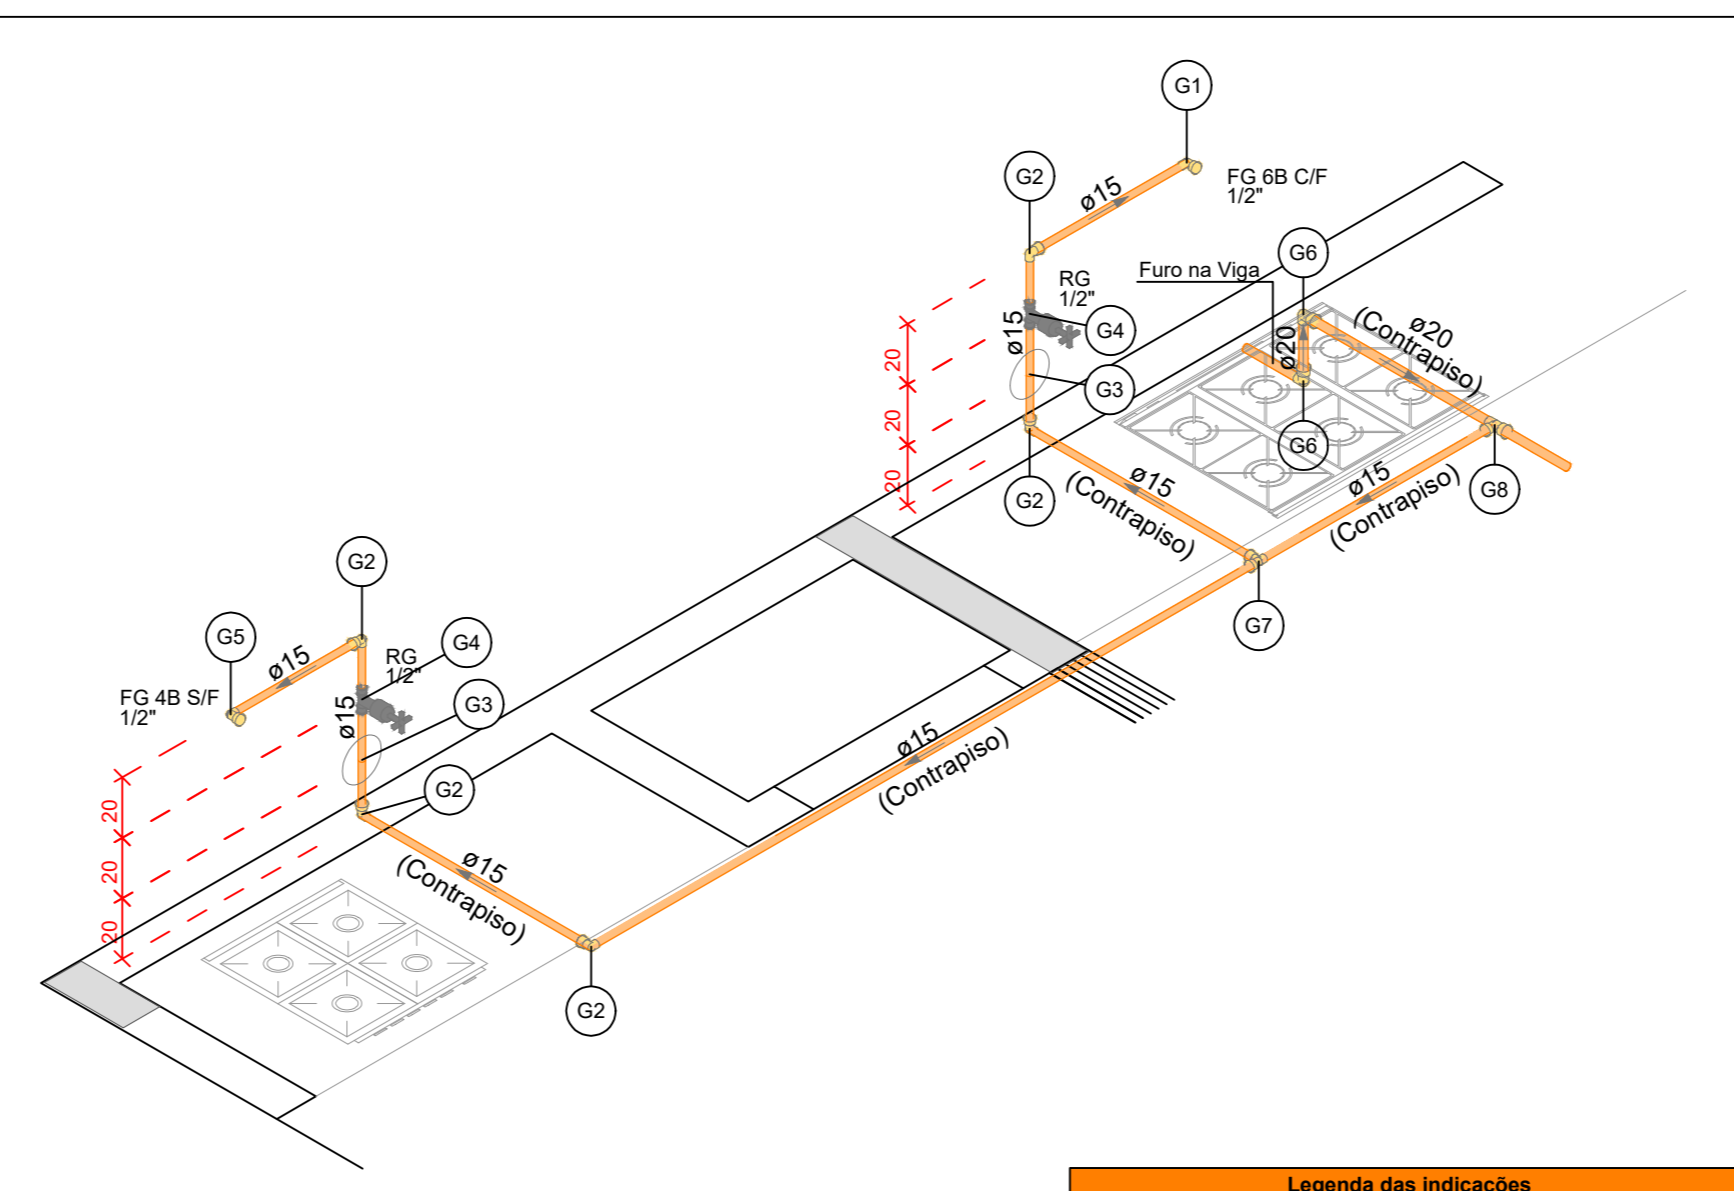 G1
G2
ø15
FG 6B C/F
1/2"
RG
1/2"
G4
ø15
G3
20
20
20
G2
Furo na Viga
G6
ø20
G6
ø20
(Contrapiso)
ø15
(Contrapiso)
ø15
(Contrapiso)
G8
G7
G2
G5
ø15
FG 4B S/F
1/2"
RG
1/2"
G4
ø15
G3
G2
20
20
20
ø15
(Contrapiso)
ø15
(Contrapiso)
G2
Legenda das indicações